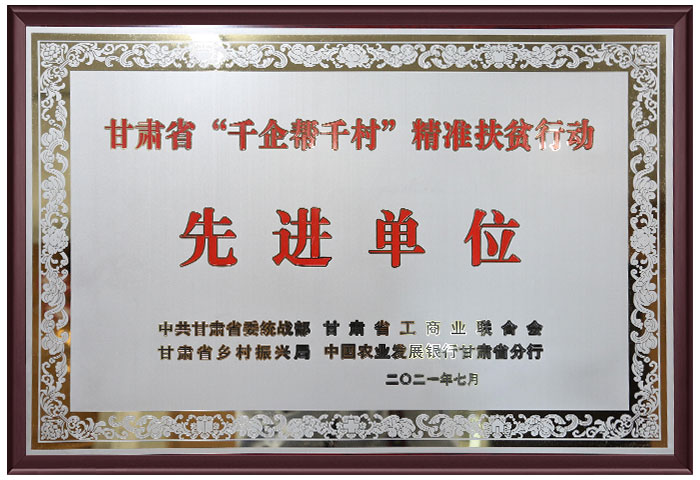 甘肃省“千企帮千村”精准扶贫行动
先进单位
中共甘肃省委统战部 甘肃省工商业联合会
甘肃省乡村振兴局 中国农业发展银行甘肃省分行
二〇二一年七月